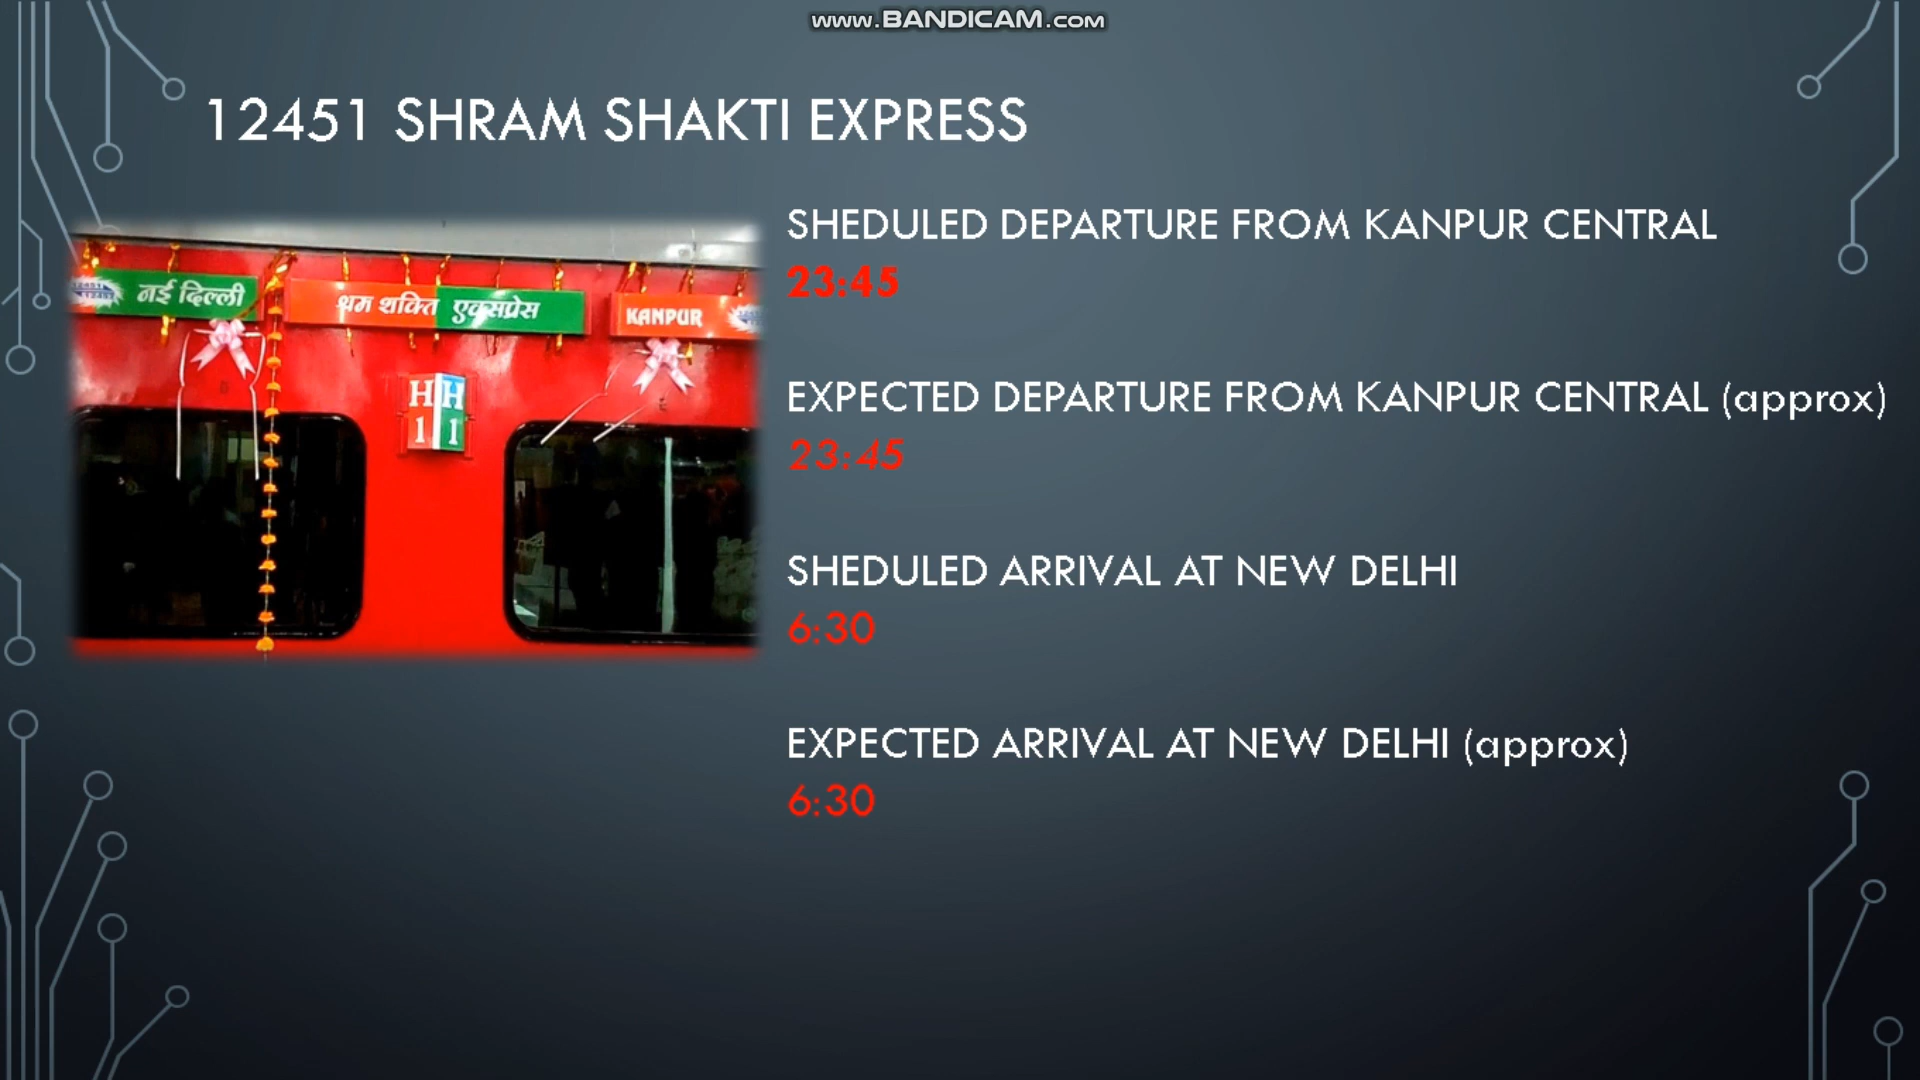 www.BANDICAM.com
12451 SHRAM SHAKTI EXPRESS
SHEDULED DEPARTURE FROM KANPUR CENTRAL
23:45
EXPECTED DEPARTURE FROM KANPUR CENTRAL (approx)
23:45
SHEDULED ARRIVAL AT NEW DELHI
6:30
EXPECTED ARRIVAL AT NEW DELHI (approx)
6:30
नई दिल्ली
श्रम शक्ति एक्सप्रेस
KANPUR
H H
1 1